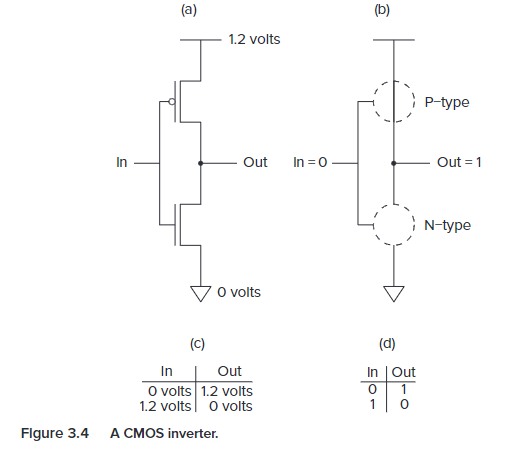 (a) (b)
1.2 volts
P-type
In Out In = 0 Out = 1
N-type
0 volts
(c) (d)
In Out In Out
0 volts 1.2 volts 0 1
1.2 volts 0 volts 1 0
Figure 3.4 A CMOS inverter.